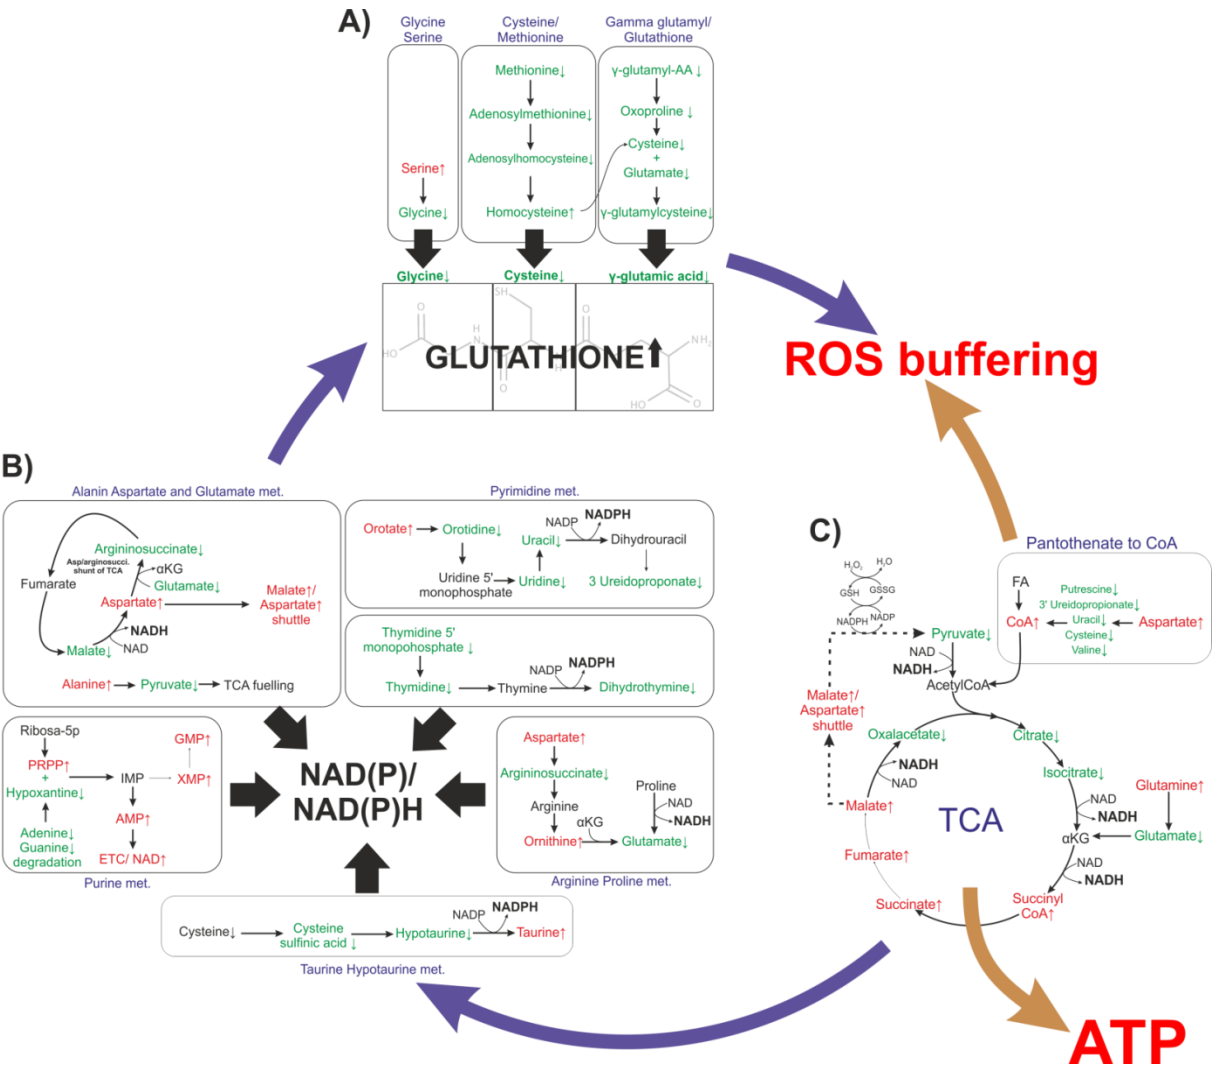 A)
Glycine
Serine
Cysteine/
Methionine
Gamma glutamyl/
Glutathione
Serine↑
Glycine↓
Methionine↓
Adenosylmethionine↓
Adenosylhomocysteine↓
Homocysteine↑
γ-glutamyl-AA ↓
Oxoproline ↓
Cysteine↓
+
Glutamate↓
γ-glutamylcysteine↓
Glycine↓
Cysteine↓
γ-glutamic acid↓
O
HO
H
N
SH
O
O
H
NH2
HO
O
GLUTATHIONE↑
ROS buffering
B)
Alanin Aspartate and Glutamate met.
Argininosuccinate↓
Asp/arginosucci.
shunt of TCA
αKG
Fumarate
Glutamate↓
Aspartate↑
Malate↑/
Aspartate↑
shuttle
NADH
NAD
Malate↓
Alanine↑
Pyruvate↓
TCA fuelling
Pyrimidine met.
Orotate↑
Orotidine↓
Uridine 5'
monophosphate
Uridine↓
Uracil↓
NADP
NADPH
Dihydrouracil
3 Ureidoproponate↓
Thymidine 5'
monopohosphate ↓
Thymidine↓
Thymine
NADP
NADPH
Dihydrothymine↓
Ribosa-5p
PRPP↑
+
Hypoxantine↓
Adenine↓
Guanine↓
degradation
IMP
GMP↑
XMP↑
AMP↑
ETC/ NAD↑
Purine met.
NAD(P)/
NAD(P)H
Aspartate↑
Argininosuccinate↓
Arginine
Ornithine↑
αKG
Proline
NAD
NADH
Glutamate↓
Arginine Proline met.
Cysteine↓
Cysteine
sulfinic acid ↓
Hypotaurine↓
NADP
NADPH
Taurine↑
Taurine Hypotaurine met.
C)
Pantothenate to CoA
FA
CoA↑
Putrescine↓
3' Ureidopropionate↓
Uracil↓
Cysteine↓
Valine↓
Aspartate↑
H2O2
H2O
GSH
GSSG
NADPH
NADP
Pyruvate↓
NAD
NADH
AcetylCoA
Malate↑/
Aspartate↑
shuttle
Oxalacetate↓
Citrate↓
NADH
NAD
Isocitrate↓
NAD
NADH
Glutamine↑
Malate↑
TCA
αKG
Glutamate↓
NAD
NADH
Fumarate↑
Succinate↑
Succinyl
CoA↑
ATP